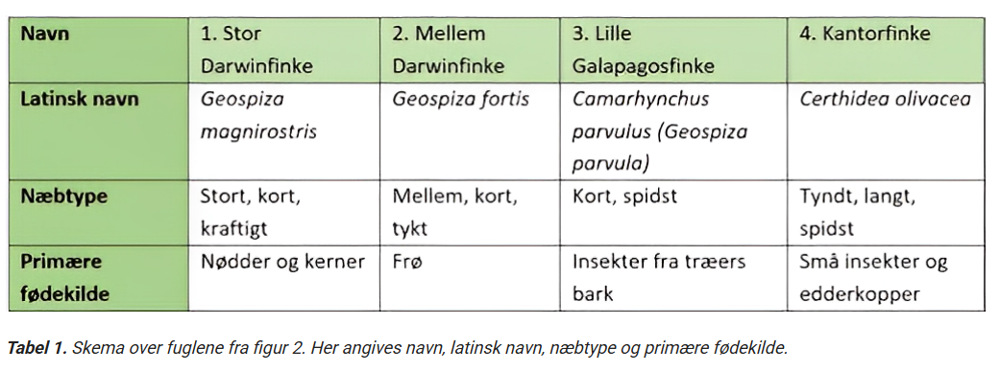 Navn
1. Stor
Darwinfinke
2. Mellem
Darwinfinke
3. Lille
Galapagosfinke
4. Kantorfinke
Latinsk navn
Geospiza
magnirostris
Geospiza fortis
Camarhynchus
parvulus (Geospiza
parvula)
Certhidea olivacea
Næbtype
Stort, kort,
kraftigt
Mellem, kort,
tykt
Kort, spidst
Tyndt, langt,
spidst
Primære
fødekilde
Nødder og kerner
Frø
Insekter fra træers
bark
Små insekter og
edderkopper
Tabel 1. Skema over fuglene fra figur 2. Her angives navn, latinsk navn, næbtype og primære fødekilde.